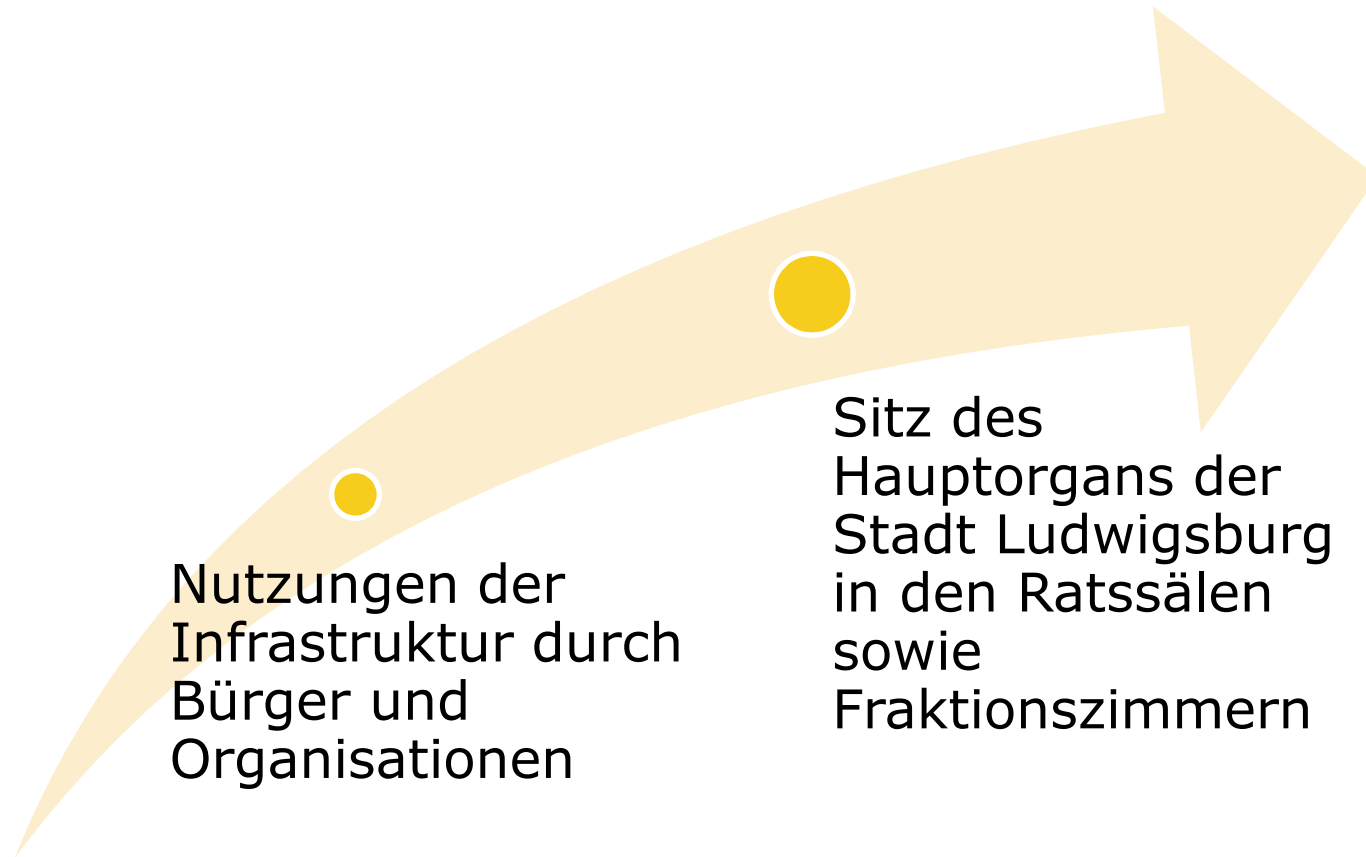 Nutzungen der
Infrastruktur durch
Bürger und
Organisationen
Sitz des
Hauptorgans der
Stadt Ludwigsburg
in den Ratssälen
sowie
Fraktionszimmern